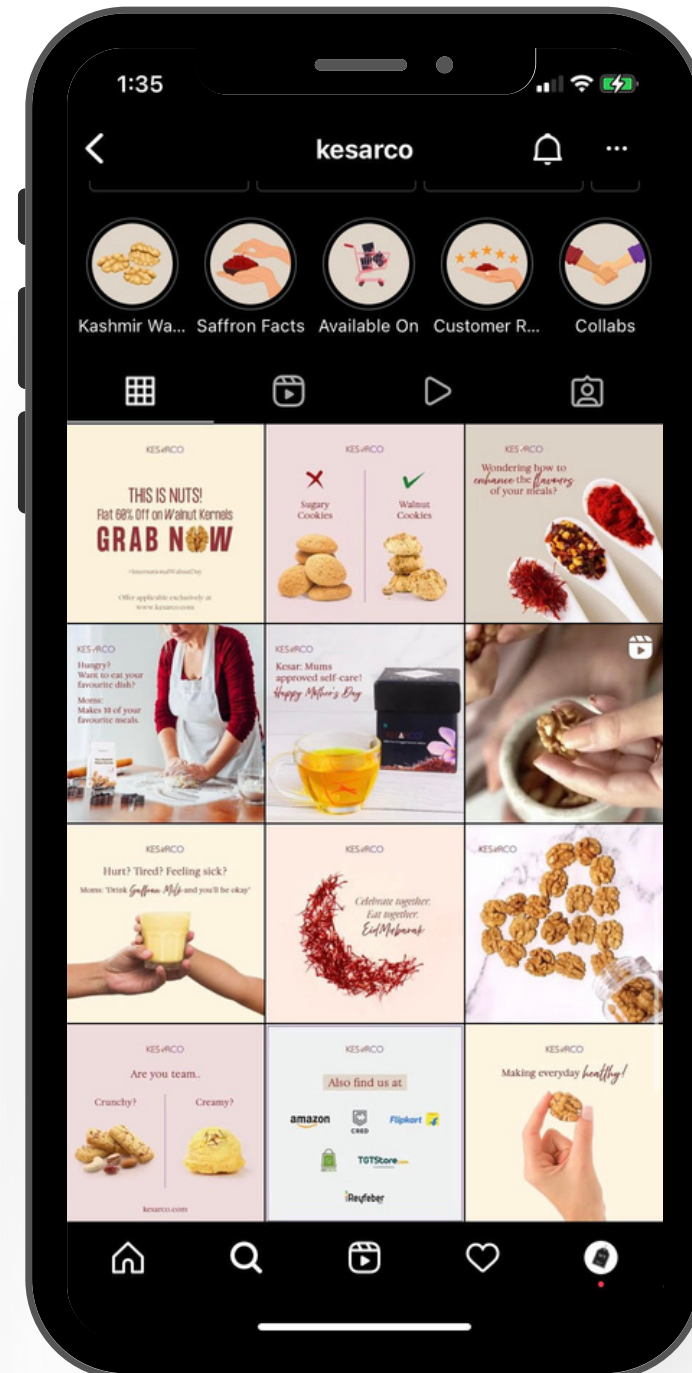 1:35
kesarco
Kashmir Wa...
Saffron Facts
Available On
Customer R...
Collabs
KESARCO
THIS IS NUTS!
Flat 60% Off on Walnut Kernels
GRAB NOW
#InternationalWalnutDay
Offer applicable exclusively at
www.kesarco.com
KESARCO
Sugary
Cookies
Walnut
Cookies
KESARCO
Wondering how to
enhance the flavours
of your meals?
KESARCO
Hungry?
Want to eat your
favourite dish?
Moms:
Makes 10 of your
favourite meals.
KESARCO
Kesar: Mums
approved self-care!
Happy Mother's Day
KESARCO
KESARCO
Hurt? Tired? Feeling sick?
Moms: "Drink Saffron Milk and you'll be okay"
KESARCO
Celebrate together.
Eat together.
Eid Mubarak
KESARCO
KESARCO
Are you team..
Crunchy?
Creamy?
kesarco.com
KESARCO
Also find us at
amazon
CRED
Flipkart
TGTStore.com
iReyfeber
KESARCO
Making everyday healthy!